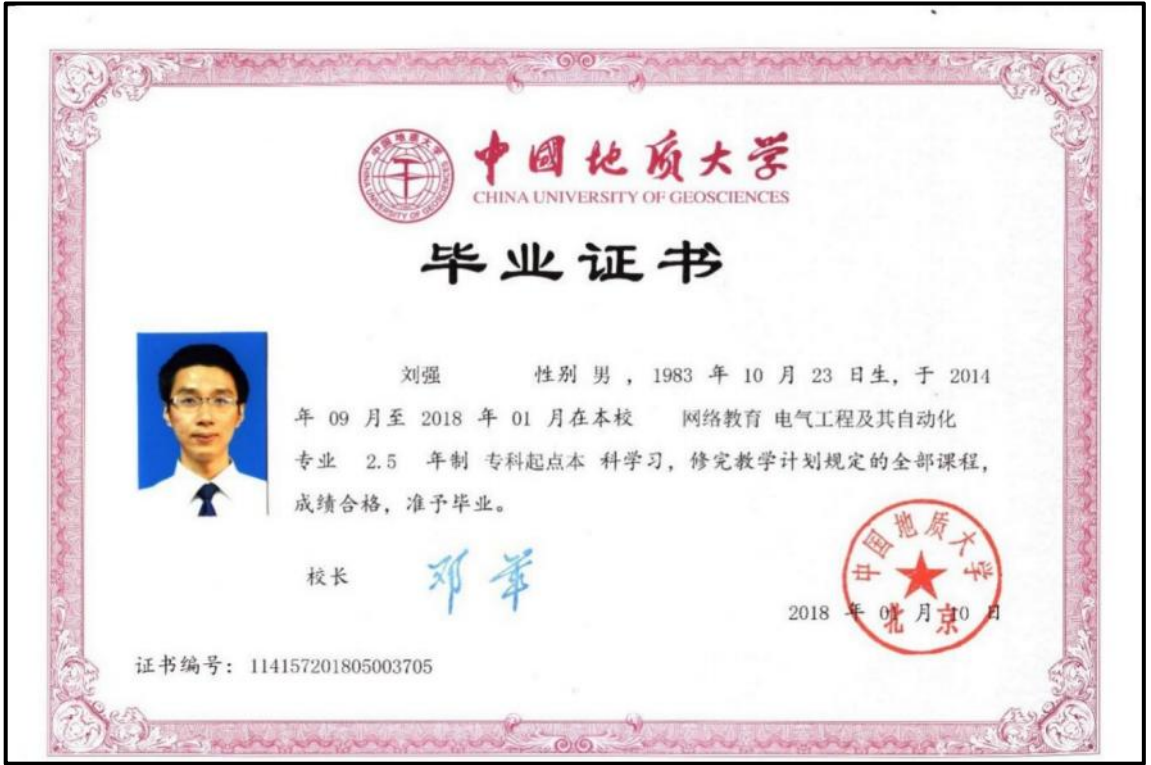 中國地质大学
CHINA UNIVERSITY OF GEOSCIENCES
毕业证书
刘强 性别 男 ，1983 年 10 月 23 日生，于 2014
年 09 月至 2018 年 01 月在本校 网络教育 电气工程及其自动化
专业 2.5 年制 专科起点本 科学习，修完教学计划规定的全部课程，
成绩合格，准予毕业。
校长 邓军
中国地质大学
北京
2018 年 01 月 10 日
证书编号：114157201805003705